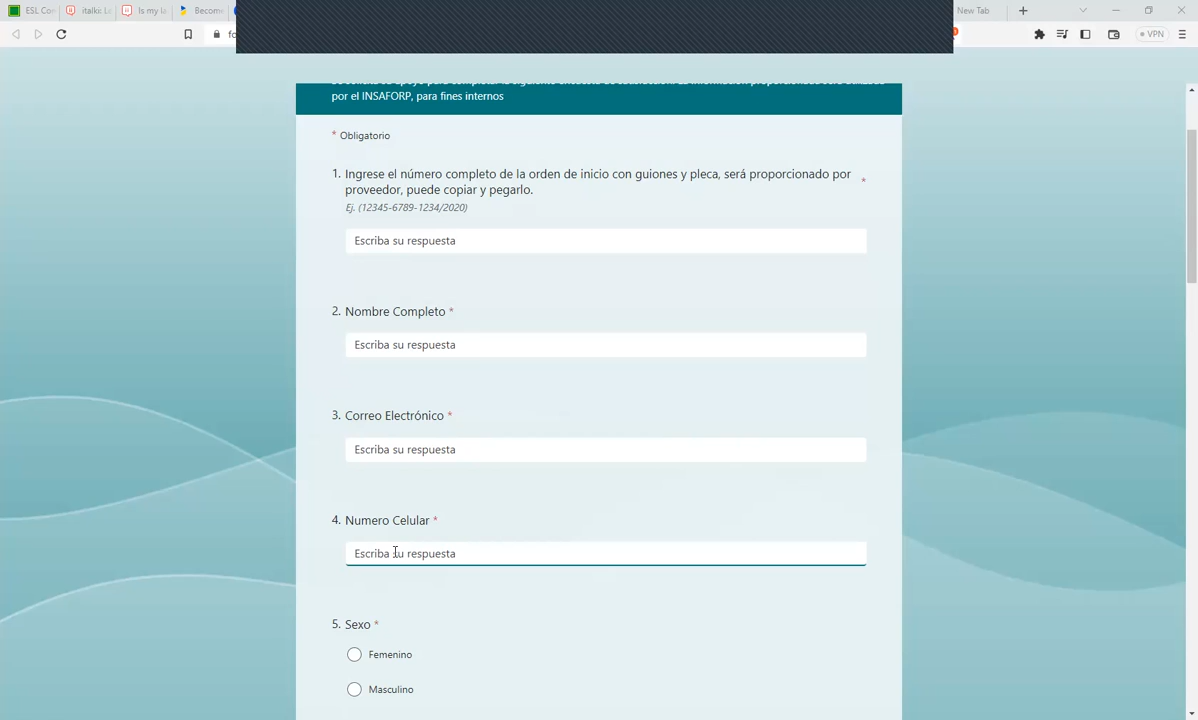 ESL Co
italki: L
Is my la
Become
New Tab
fo
VPN
por el INSAFORP, para fines internos
* Obligatorio
1. Ingrese el número completo de la orden de inicio con guiones y pleca, será proporcionado por *
proveedor, puede copiar y pegarlo.
Ej. (12345-6789-1234/2020)
Escriba su respuesta
2. Nombre Completo *
Escriba su respuesta
3. Correo Electrónico *
Escriba su respuesta
4. Numero Celular *
Escriba su respuesta
5. Sexo *
Femenino
Masculino